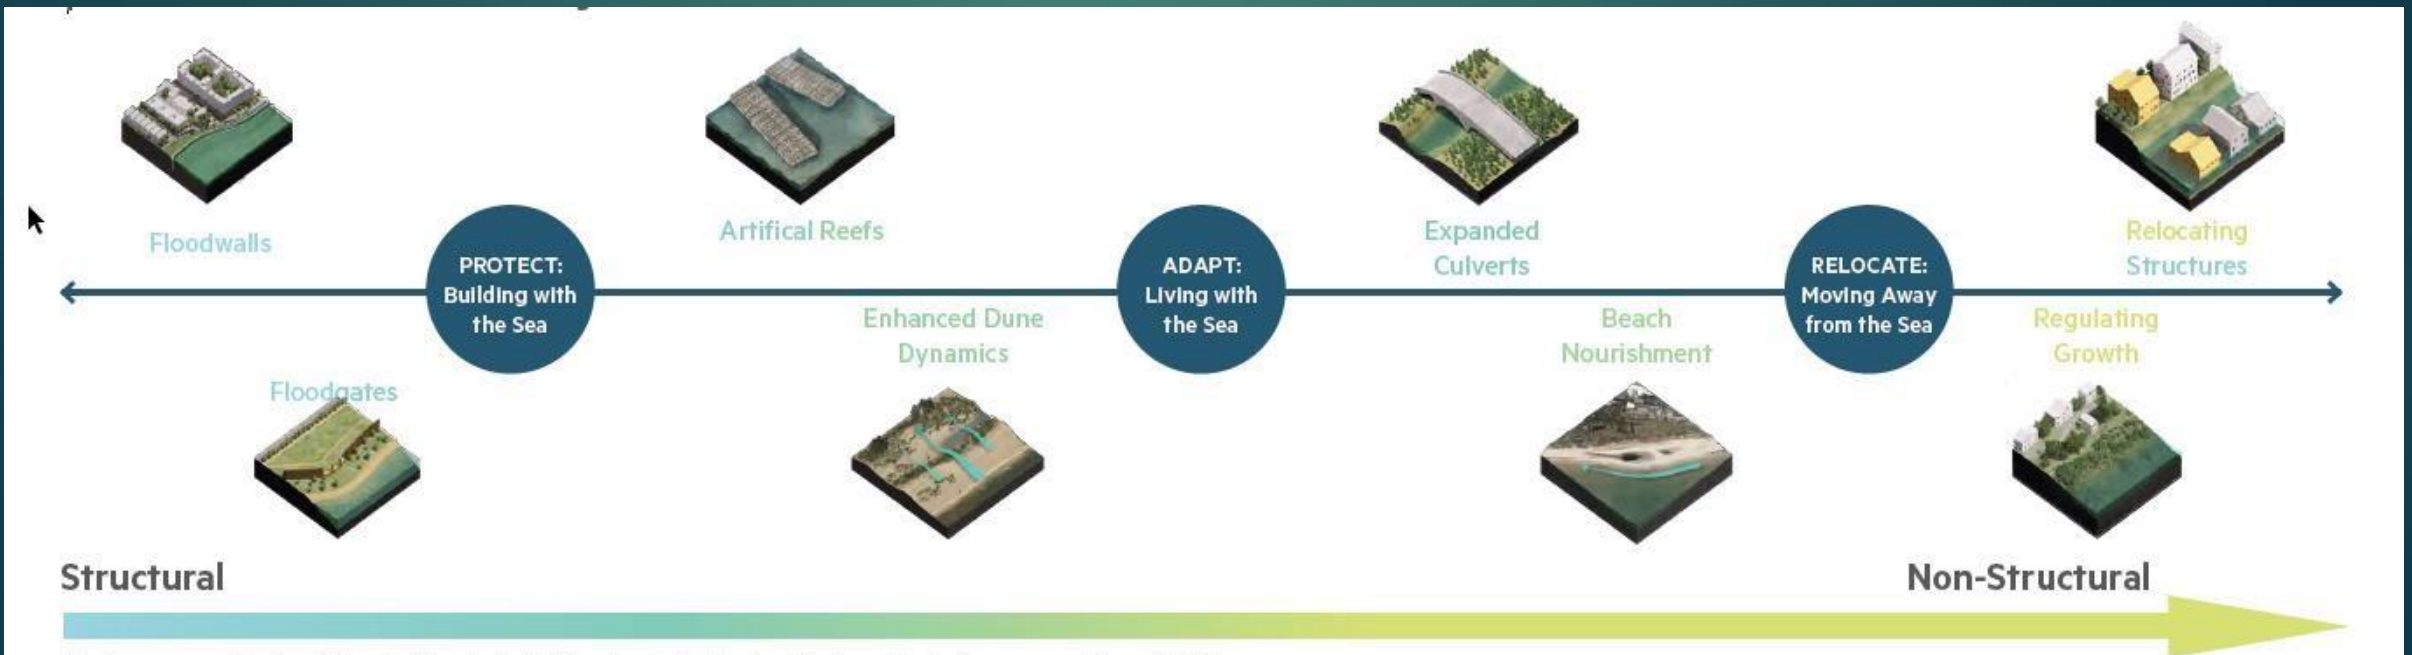 Floodwalls
PROTECT:
Building with
the Sea
Artifical Reefs
Enhanced Dune
Dynamics
Floodgates
ADAPT:
Living with
the Sea
Expanded
Culverts
Beach
Nourishment
RELOCATE:
Moving Away
from the Sea
Relocating
Structures
Regulating
Growth
Structural
Non-Structural